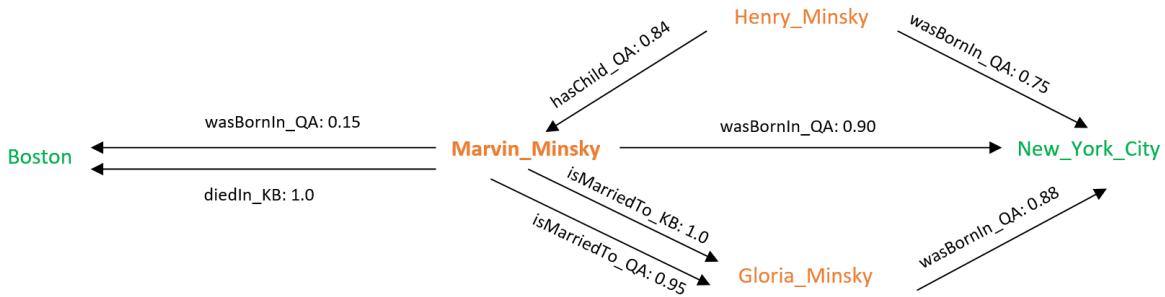 Henry_Minsky
hasChild_QA: 0.84
wasBornIn_QA: 0.75
wasBornIn_QA: 0.15
wasBornIn_QA: 0.90
Boston
Marvin_Minsky
New_York_City
diedIn_KB: 1.0
isMarriedTo_KB: 1.0
isMarriedTo_QA: 0.95
wasBornIn_QA: 0.88
Gloria_Minsky